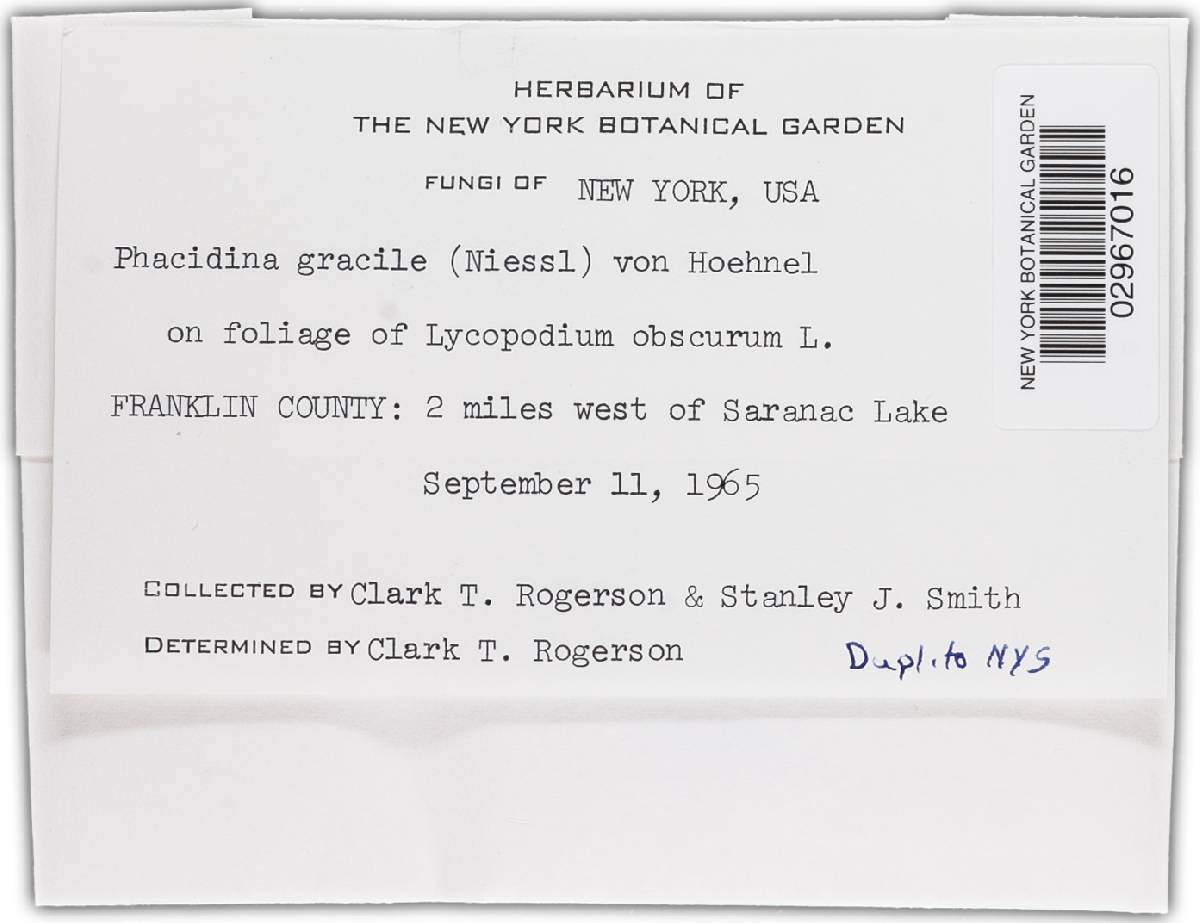 HERBARIUM OF
THE NEW YORK BOTANICAL GARDEN
FUNGI OF NEW YORK, USA
Phacidina gracile (Niessl) von Hoehnel
on foliage of Lycopodium obscurum L.
FRANKLIN COUNTY: 2 miles west of Saranac Lake
September 11, 1965
COLLECTED BY Clark T. Rogerson & Stanley J. Smith
DETERMINED BY Clark T. Rogerson
Dupl. to NYS
NEW YORK BOTANICAL GARDEN
02967016